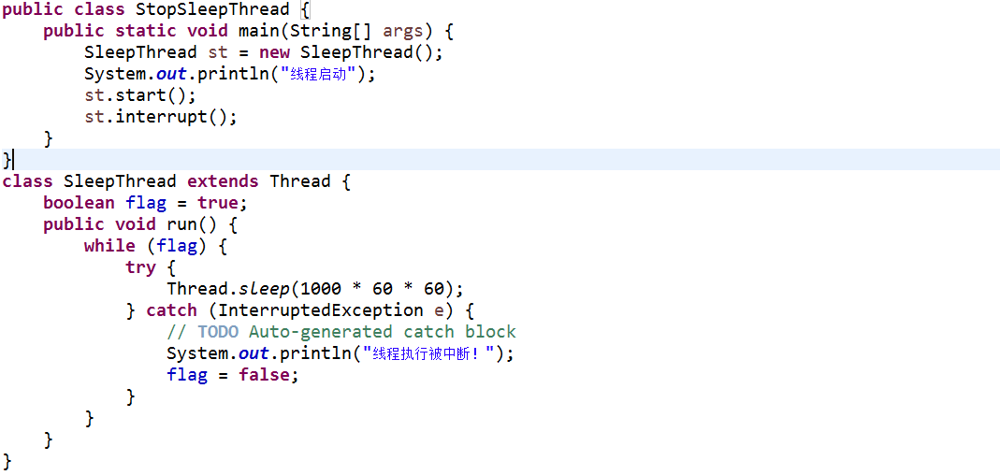 public class StopSleepThread {
    public static void main(String[] args) {
        SleepThread st = new SleepThread();
        System.out.println("线程启动");
        st.start();
        st.interrupt();
    }
}
class SleepThread extends Thread {
    boolean flag = true;
    public void run() {
        while (flag) {
            try {
                Thread.sleep(1000 * 60 * 60);
            } catch (InterruptedException e) {
                // TODO Auto-generated catch block
                System.out.println("线程执行被中断！");
                flag = false;
            }
        }
    }
}